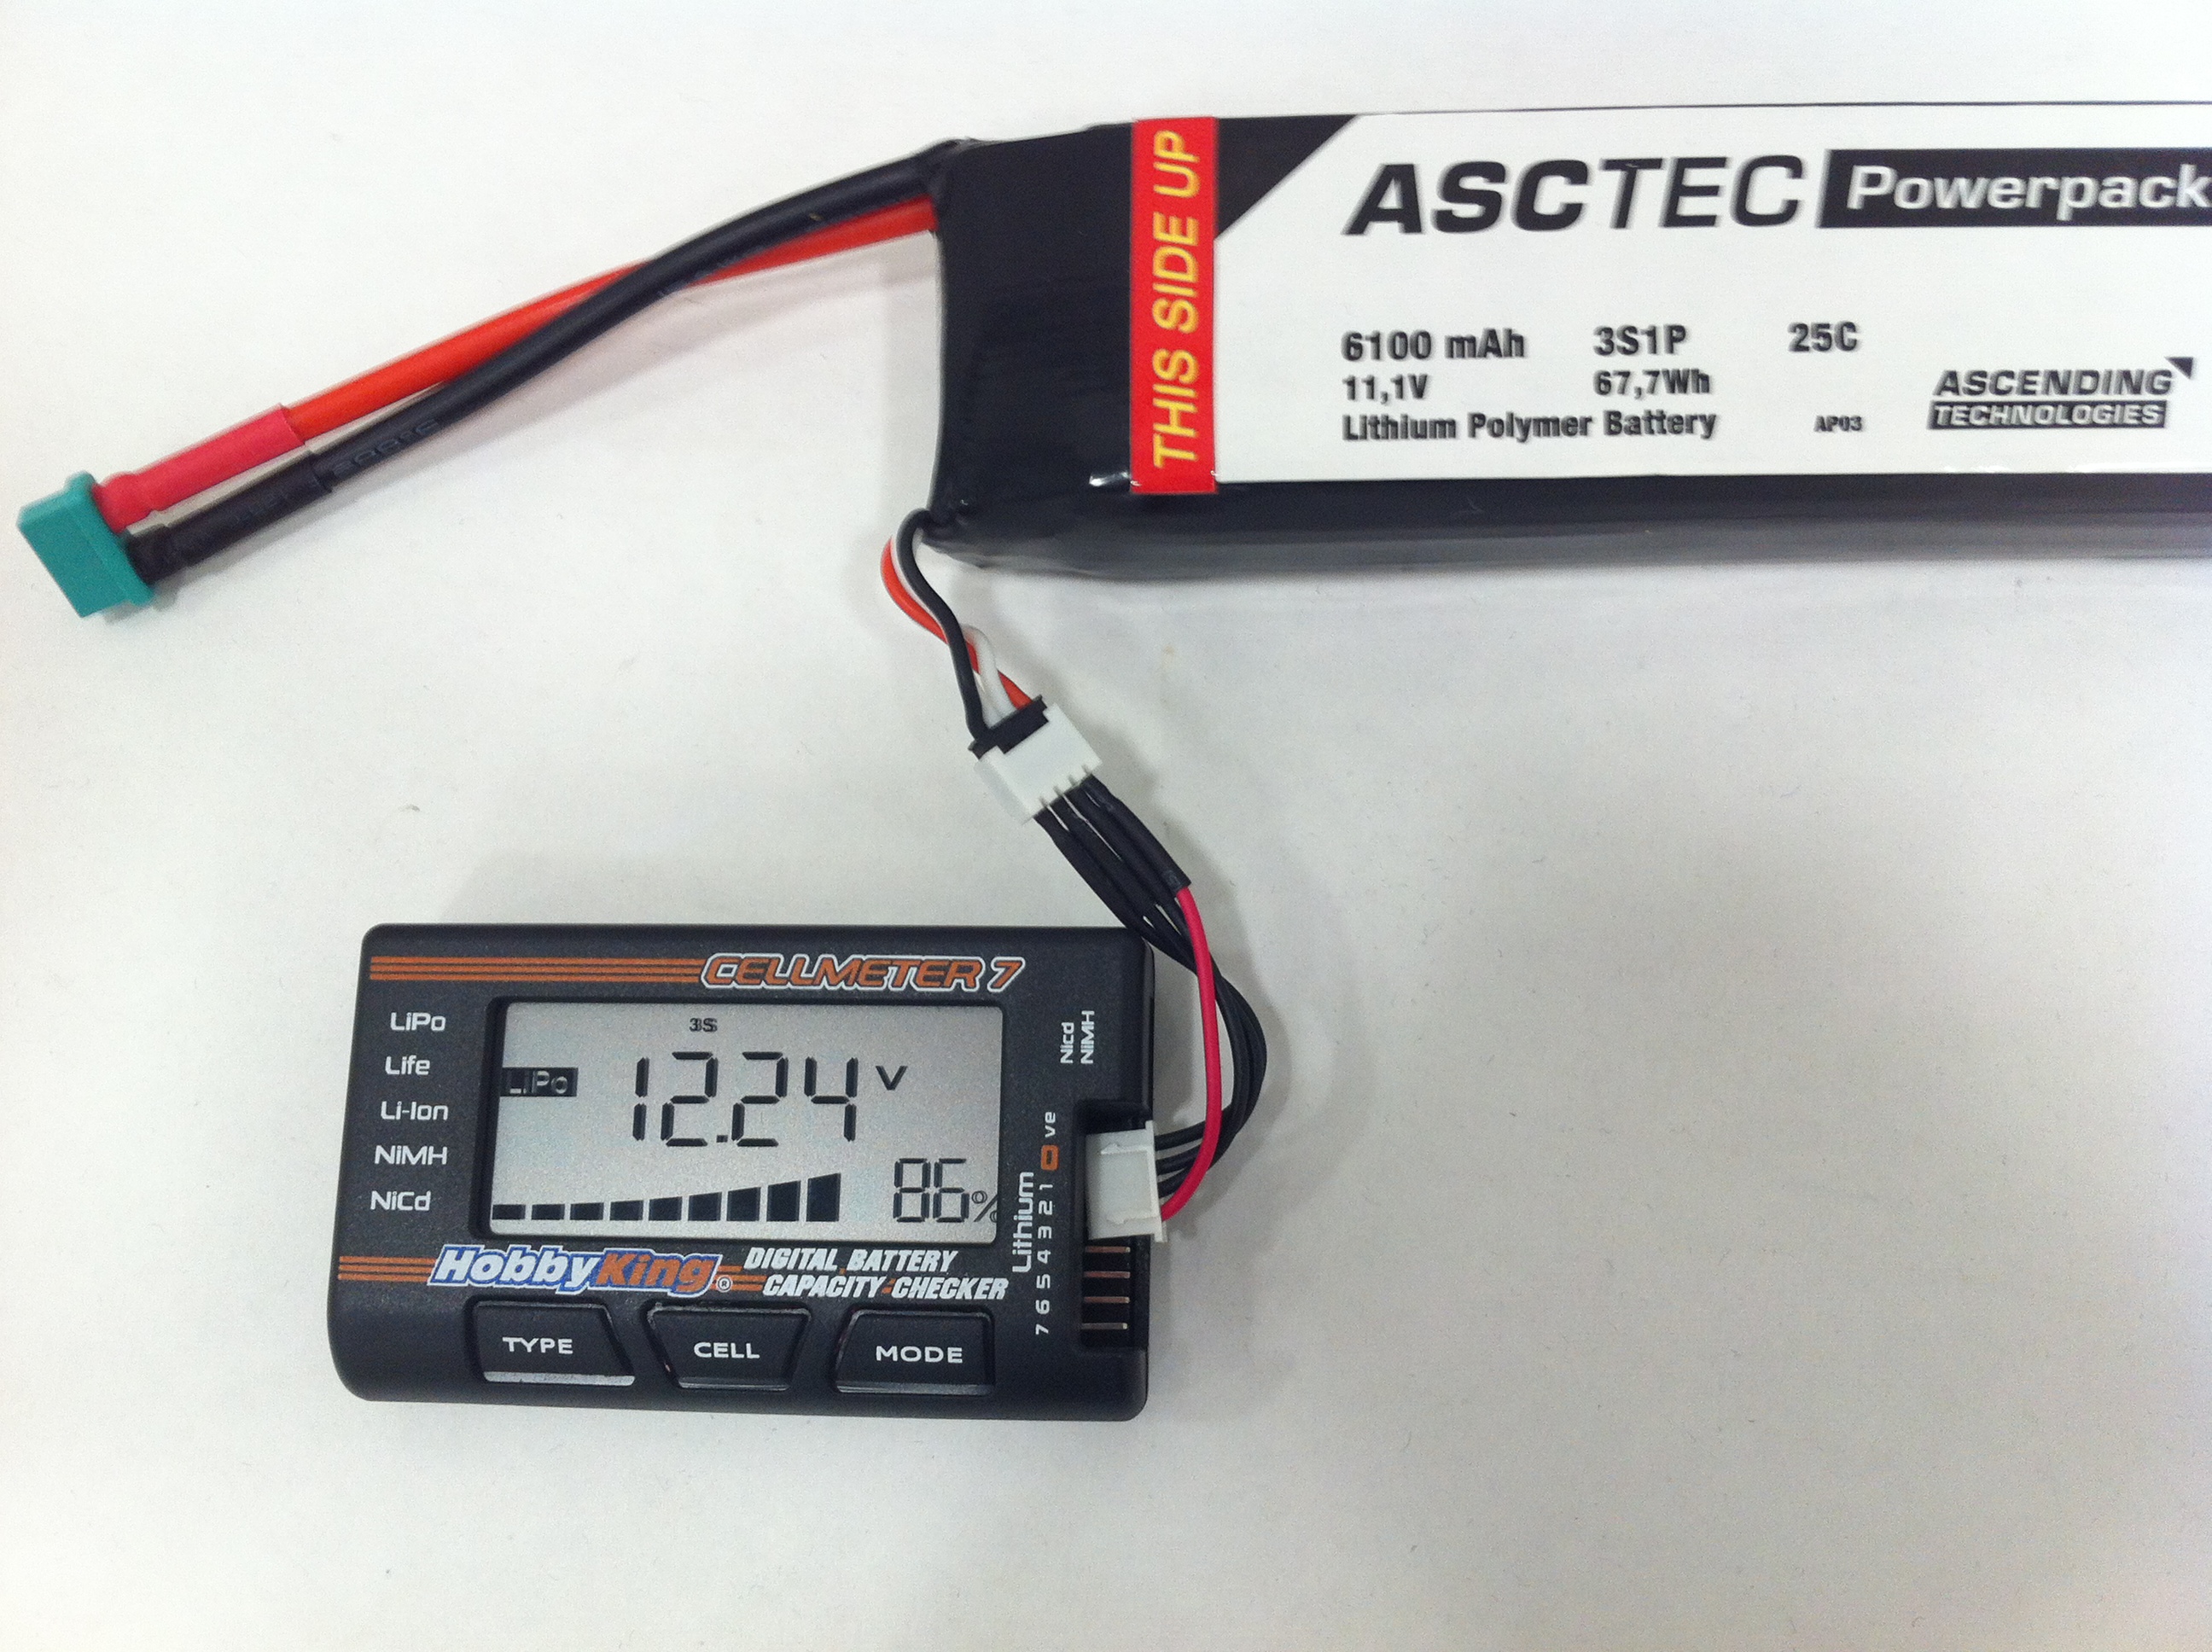 THIS SIDE UP
ASCTEC Powerpack
6100 mAh 3S1P 25C
11,1V 67,7Wh
Lithium Polymer Battery AP03
ASCENDING
TECHNOLOGIES
CELLMETER 7
LiPo
Life
Li-Ion
NiMH
NiCd
3S
LiPo
12.24 V
86%
Nicd
NiMH
Lithium
7 6 5 4 3 2 1 0 ve
HobbyKing®
DIGITAL BATTERY
CAPACITY CHECKER
TYPE
CELL
MODE